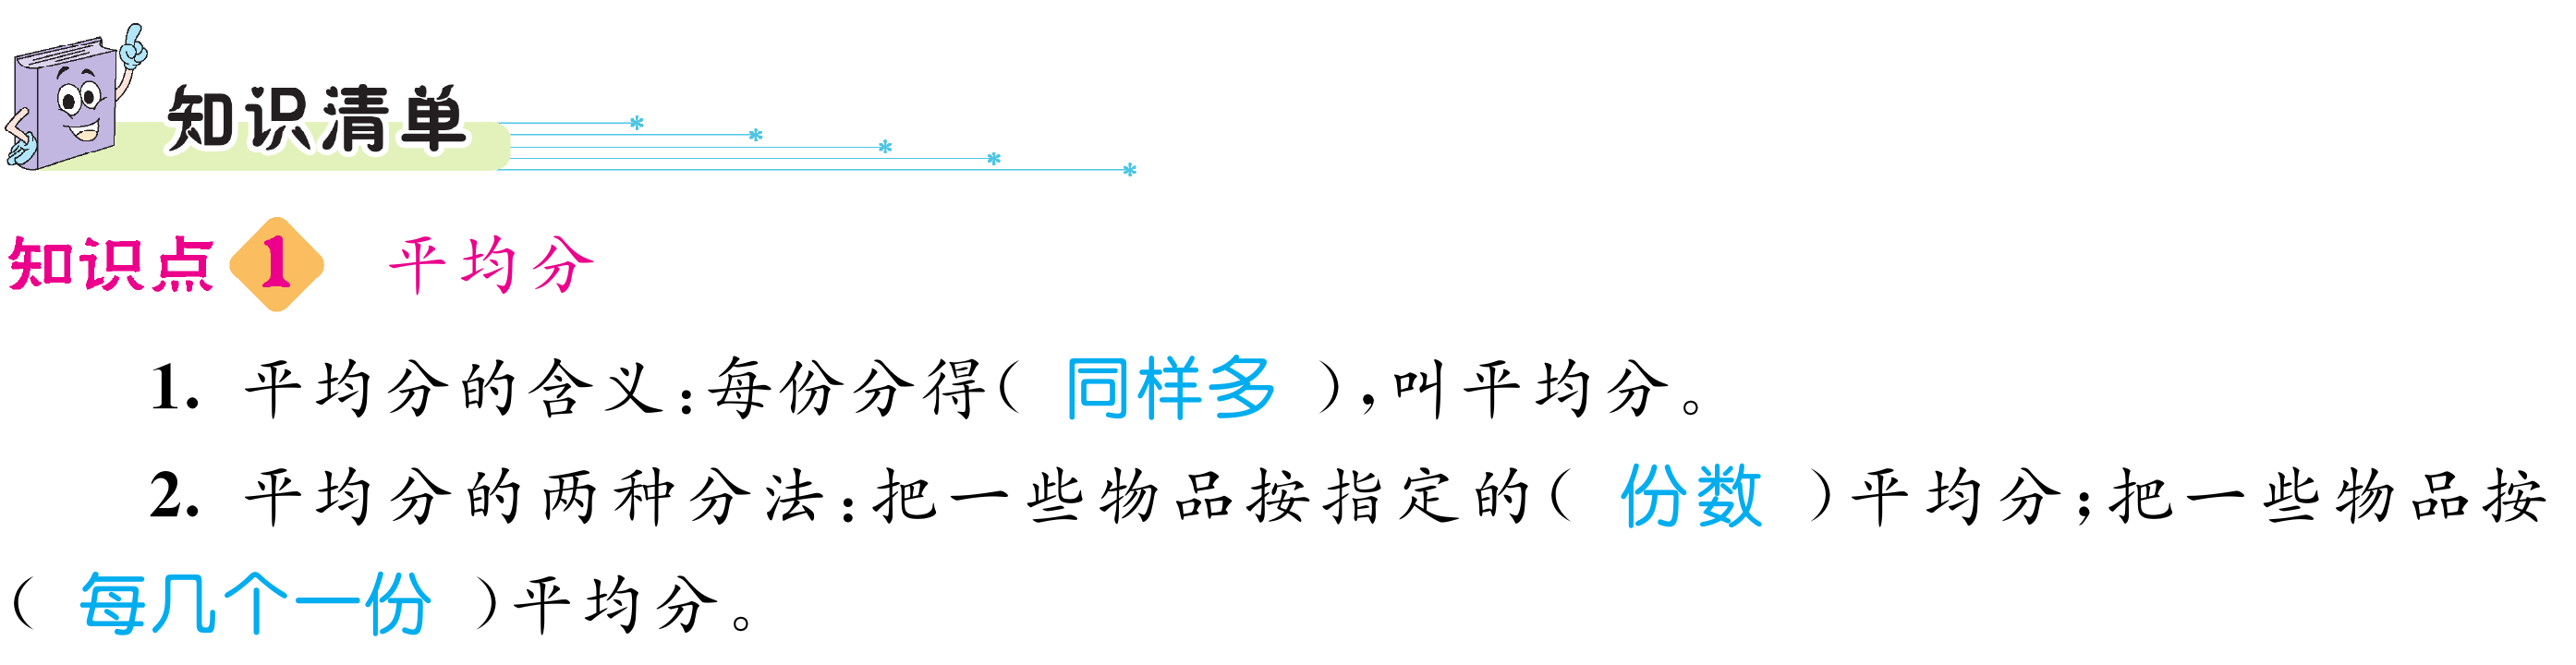 知识清单
知识点1 平均分
1. 平均分的含义:每份分得( 同样多 ),叫平均分。
2. 平均分的两种分法:把一些物品按指定的( 份数 )平均分;把一些物品按
( 每几个一份 )平均分。